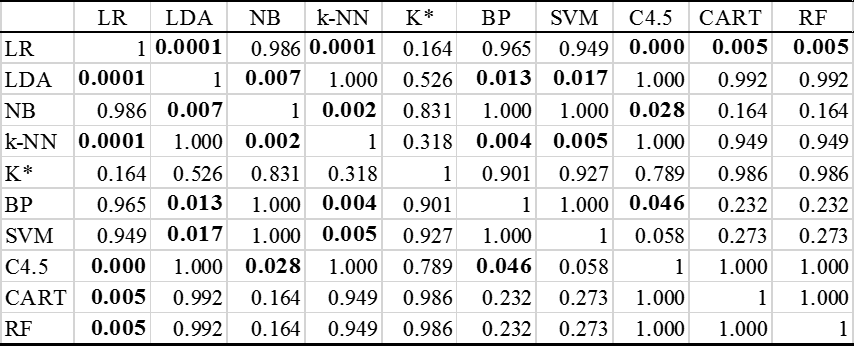 LR LDA NB k-NN K* BP SVM C4.5 CART RF
LR 1 0.0001 0.986 0.0001 0.164 0.965 0.949 0.000 0.005 0.005
LDA 0.0001 1 0.007 1.000 0.526 0.013 0.017 1.000 0.992 0.992
NB 0.986 0.007 1 0.002 0.831 1.000 1.000 0.028 0.164 0.164
k-NN 0.0001 1.000 0.002 1 0.318 0.004 0.005 1.000 0.949 0.949
K* 0.164 0.526 0.831 0.318 1 0.901 0.927 0.789 0.986 0.986
BP 0.965 0.013 1.000 0.004 0.901 1 1.000 0.046 0.232 0.232
SVM 0.949 0.017 1.000 0.005 0.927 1.000 1 0.058 0.273 0.273
C4.5 0.000 1.000 0.028 1.000 0.789 0.046 0.058 1 1.000 1.000
CART 0.005 0.992 0.164 0.949 0.986 0.232 0.273 1.000 1 1.000
RF 0.005 0.992 0.164 0.949 0.986 0.232 0.273 1.000 1.000 1